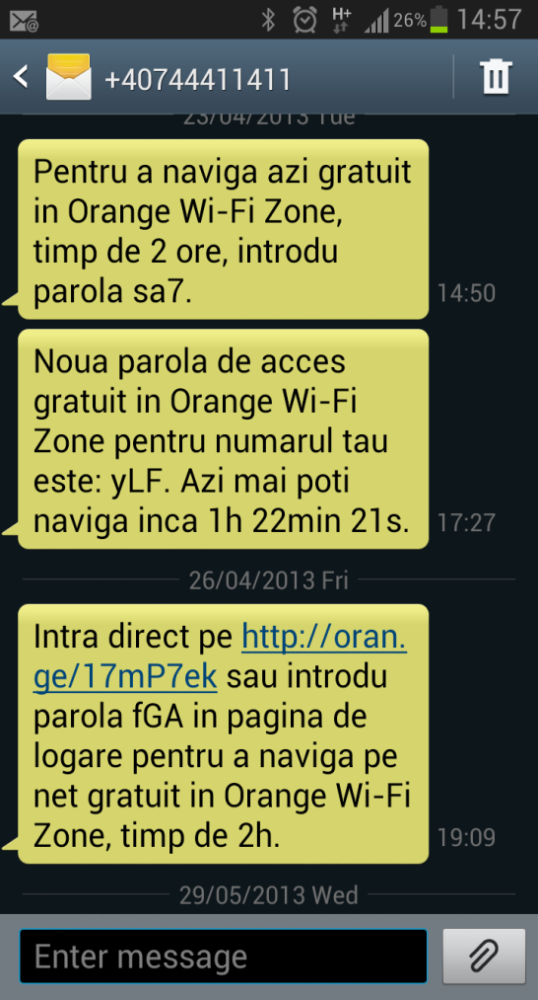 H+ 26% 14:57
+40744411411
23/04/2013 Tue
Pentru a naviga azi gratuit
in Orange Wi-Fi Zone,
timp de 2 ore, introdu
parola sa7.
14:50
Noua parola de acces
gratuit in Orange Wi-Fi
Zone pentru numarul tau
este: yLF. Azi mai poti
naviga inca 1h 22min 21s.
17:27
26/04/2013 Fri
Intra direct pe http://oran.
ge/17mP7ek sau introdu
parola fGA in pagina de
logare pentru a naviga pe
net gratuit in Orange Wi-Fi
Zone, timp de 2h.
19:09
29/05/2013 Wed
Enter message